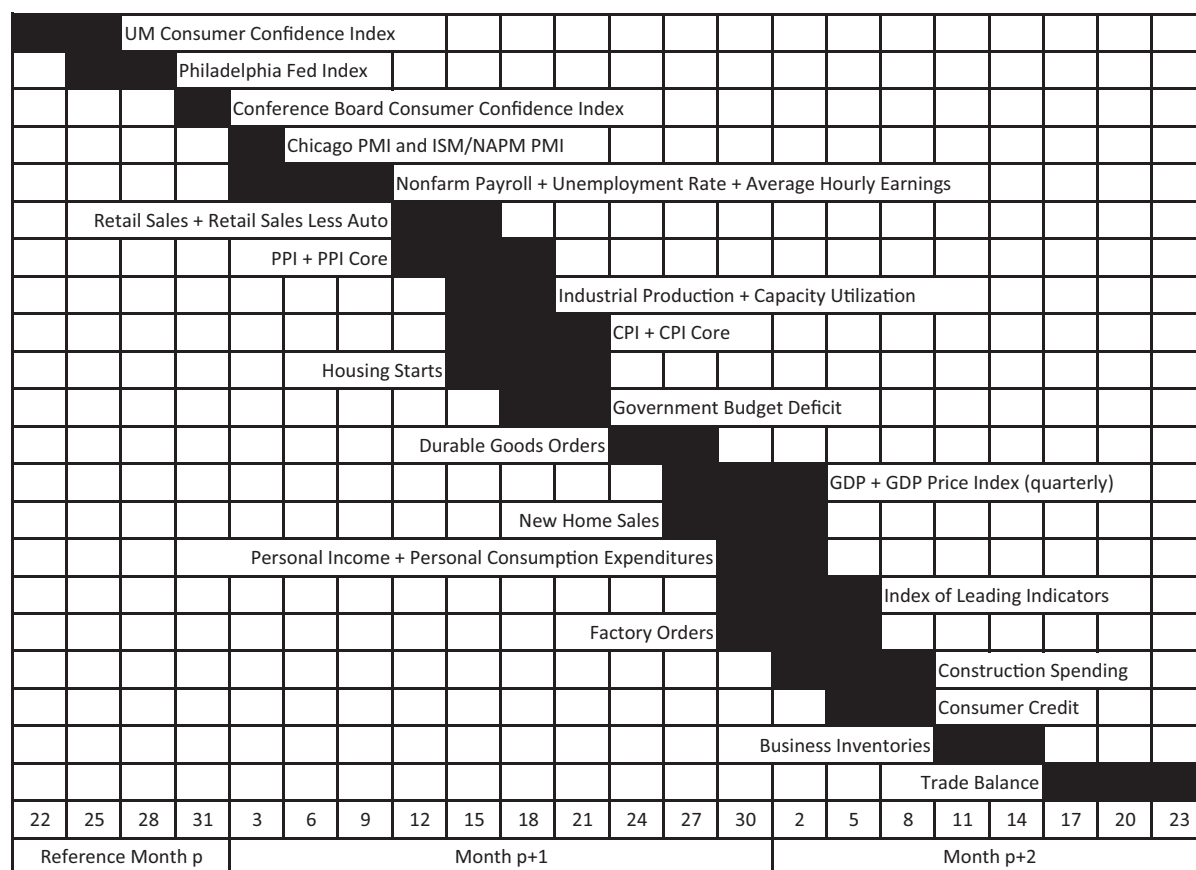 UM Consumer Confidence Index
Philadelphia Fed Index
Conference Board Consumer Confidence Index
Chicago PMI and ISM/NAPM PMI
Nonfarm Payroll + Unemployment Rate + Average Hourly Earnings
Retail Sales + Retail Sales Less Auto
PPI + PPI Core
Industrial Production + Capacity Utilization
CPI + CPI Core
Housing Starts
Government Budget Deficit
Durable Goods Orders
GDP + GDP Price Index (quarterly)
New Home Sales
Personal Income + Personal Consumption Expenditures
Index of Leading Indicators
Factory Orders
Construction Spending
Consumer Credit
Business Inventories
Trade Balance
22 25 28 31 3 6 9 12 15 18 21 24 27 30 2 5 8 11 14 17 20 23
Reference Month p Month p+1 Month p+2